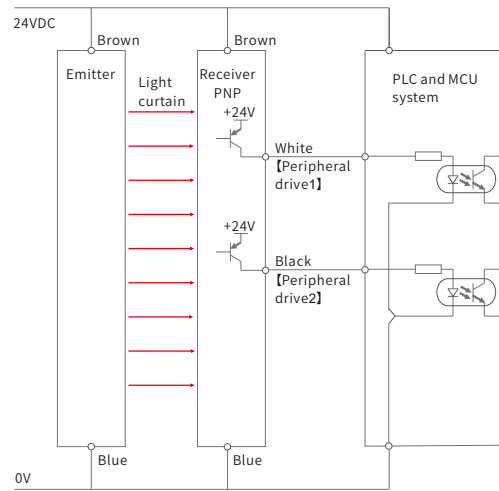 24VDC
Brown
Brown
Emitter
Light
curtain
Receiver
PNP
PLC and MCU
system
+24V
White
【Peripheral
drive1】
+24V
Black
【Peripheral
drive2】
Blue
Blue
0V